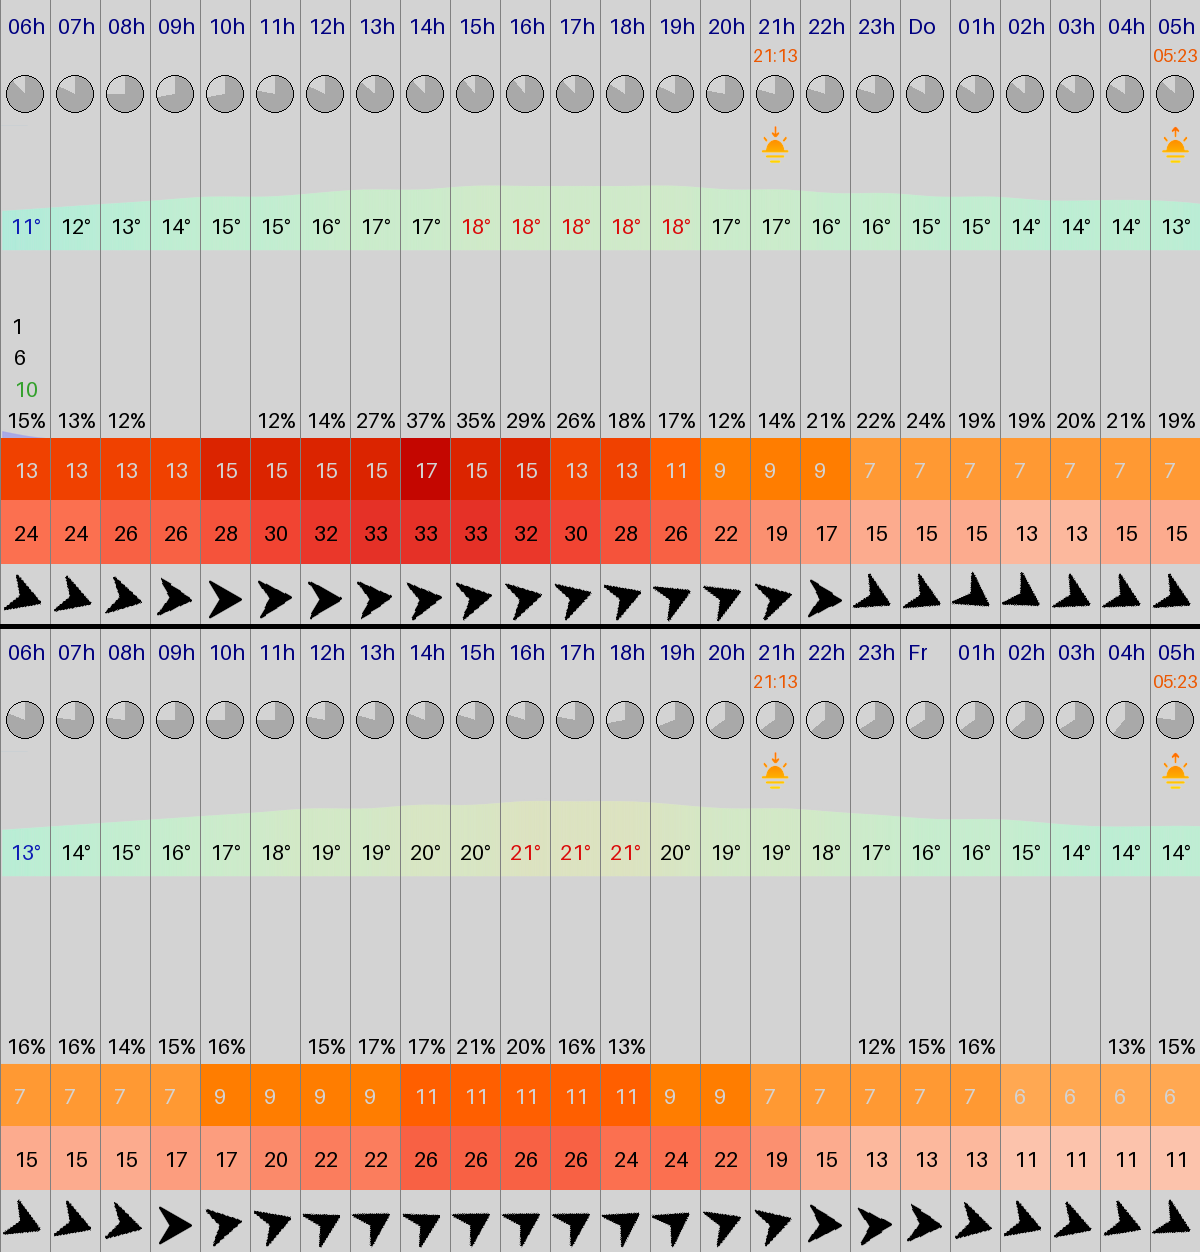 06h 07h 08h 09h 10h 11h 12h 13h 14h 15h 16h 17h 18h 19h 20h 21h 22h 23h Do 01h 02h 03h 04h 05h
21:13 05:23
11° 12° 13° 14° 15° 15° 16° 17° 17° 18° 18° 18° 18° 18° 17° 17° 16° 16° 15° 15° 14° 14° 14° 13°
1
6
10
15% 13% 12% 12% 14% 27% 37% 35% 29% 26% 18% 17% 12% 14% 21% 22% 24% 19% 19% 20% 21% 19%
13 13 13 13 15 15 15 15 17 15 15 13 13 11 9 9 9 7 7 7 7 7 7 7
24 24 26 26 28 30 32 33 33 33 32 30 28 26 22 19 17 15 15 15 13 13 15 15
06h 07h 08h 09h 10h 11h 12h 13h 14h 15h 16h 17h 18h 19h 20h 21h 22h 23h Fr 01h 02h 03h 04h 05h
21:13 05:23
13° 14° 15° 16° 17° 18° 19° 19° 20° 20° 21° 21° 21° 20° 19° 19° 18° 17° 16° 16° 15° 14° 14° 14°
16% 16% 14% 15% 16% 15% 17% 17% 21% 20% 16% 13% 12% 15% 16% 13% 15%
7 7 7 7 9 9 9 9 11 11 11 11 11 9 9 7 7 7 7 7 6 6 6 6
15 15 15 17 17 20 22 22 26 26 26 26 24 24 22 19 15 13 13 13 11 11 11 11